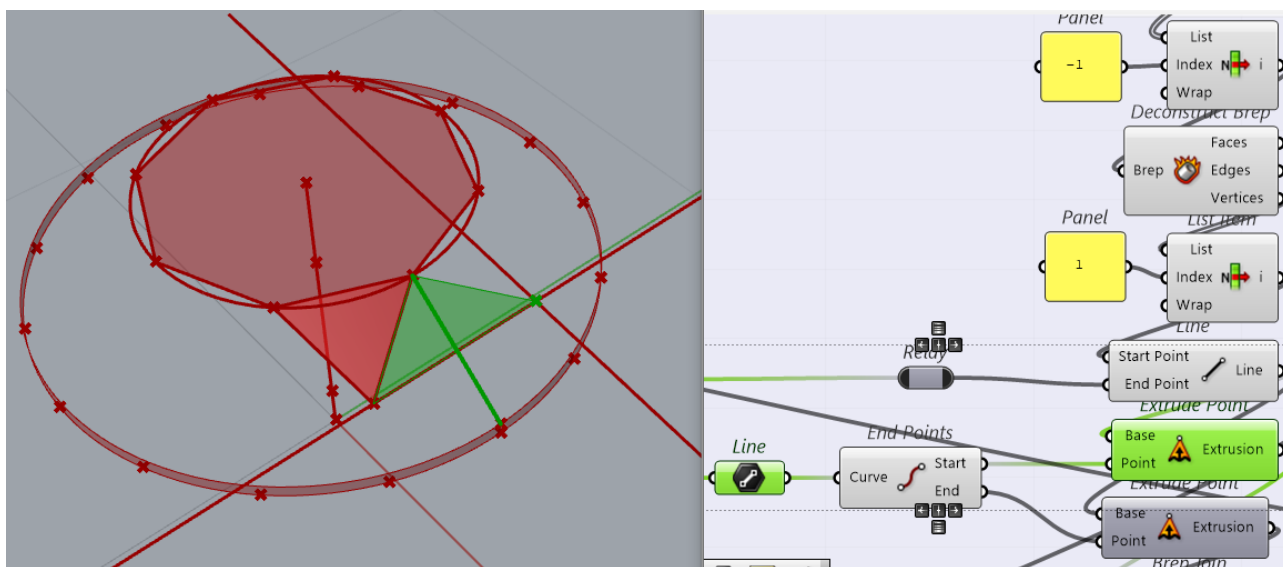 Panel
-1
List
Index
Wrap
N
i
Deconstruct Brep
Brep
Faces
Edges
Vertices
Panel
1
List Item
List
Index
Wrap
N
i
Relay
Line
Start Point
End Point
Line
Line
End Points
Curve
Start
End
Extrude Point
Base
Point
Extrusion
Extrude Point
Base
Point
Extrusion
Brep Join